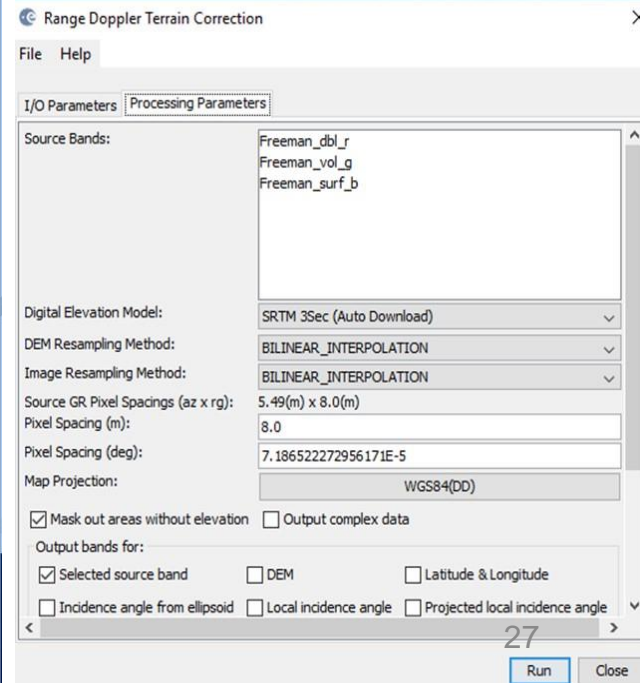 Range Doppler Terrain Correction
File Help
I/O Parameters Processing Parameters
Source Bands: Freeman_dbl_r
Freeman_vol_g
Freeman_surf_b
Digital Elevation Model: SRTM 3Sec (Auto Download)
DEM Resampling Method: BILINEAR_INTERPOLATION
Image Resampling Method: BILINEAR_INTERPOLATION
Source GR Pixel Spacings (az x rg): 5.49(m) x 8.0(m)
Pixel Spacing (m): 8.0
Pixel Spacing (deg): 7.186522272956171E-5
Map Projection: WGS84(DD)
Mask out areas without elevation Output complex data
Output bands for:
Selected source band DEM Latitude & Longitude
Incidence angle from ellipsoid Local incidence angle Projected local incidence angle
27
Run Close